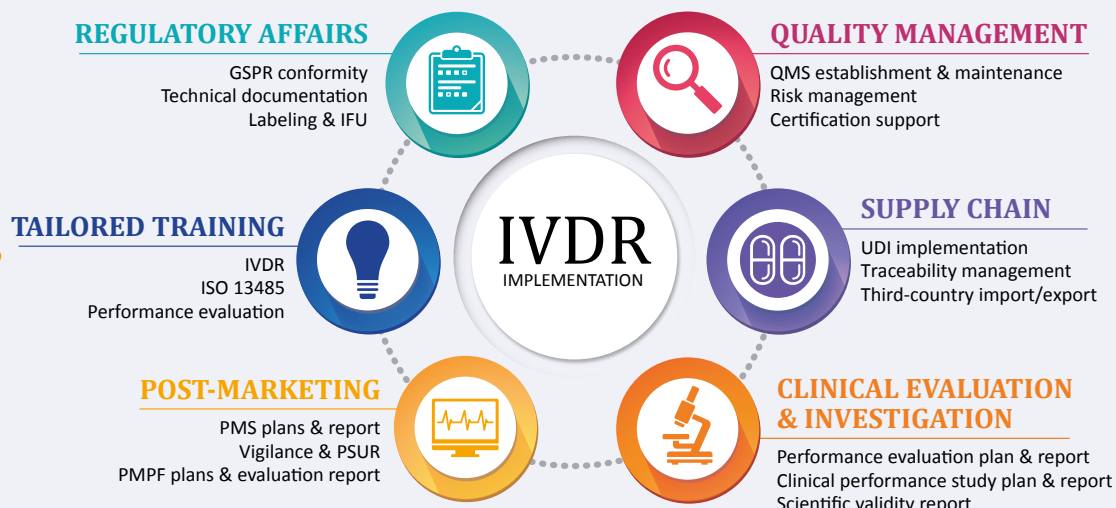 REGULATORY AFFAIRS
GSPR conformity
Technical documentation
Labeling & IFU
QUALITY MANAGEMENT
QMS establishment & maintenance
Risk management
Certification support
TAILORED TRAINING
IVDR
ISO 13485
Performance evaluation
IVDR
IMPLEMENTATION
SUPPLY CHAIN
UDI implementation
Traceability management
Third-country import/export
POST-MARKETING
PMS plans & report
Vigilance & PSUR
PMPF plans & evaluation report
CLINICAL EVALUATION
& INVESTIGATION
Performance evaluation plan & report
Clinical performance study plan & report
Scientific validity report